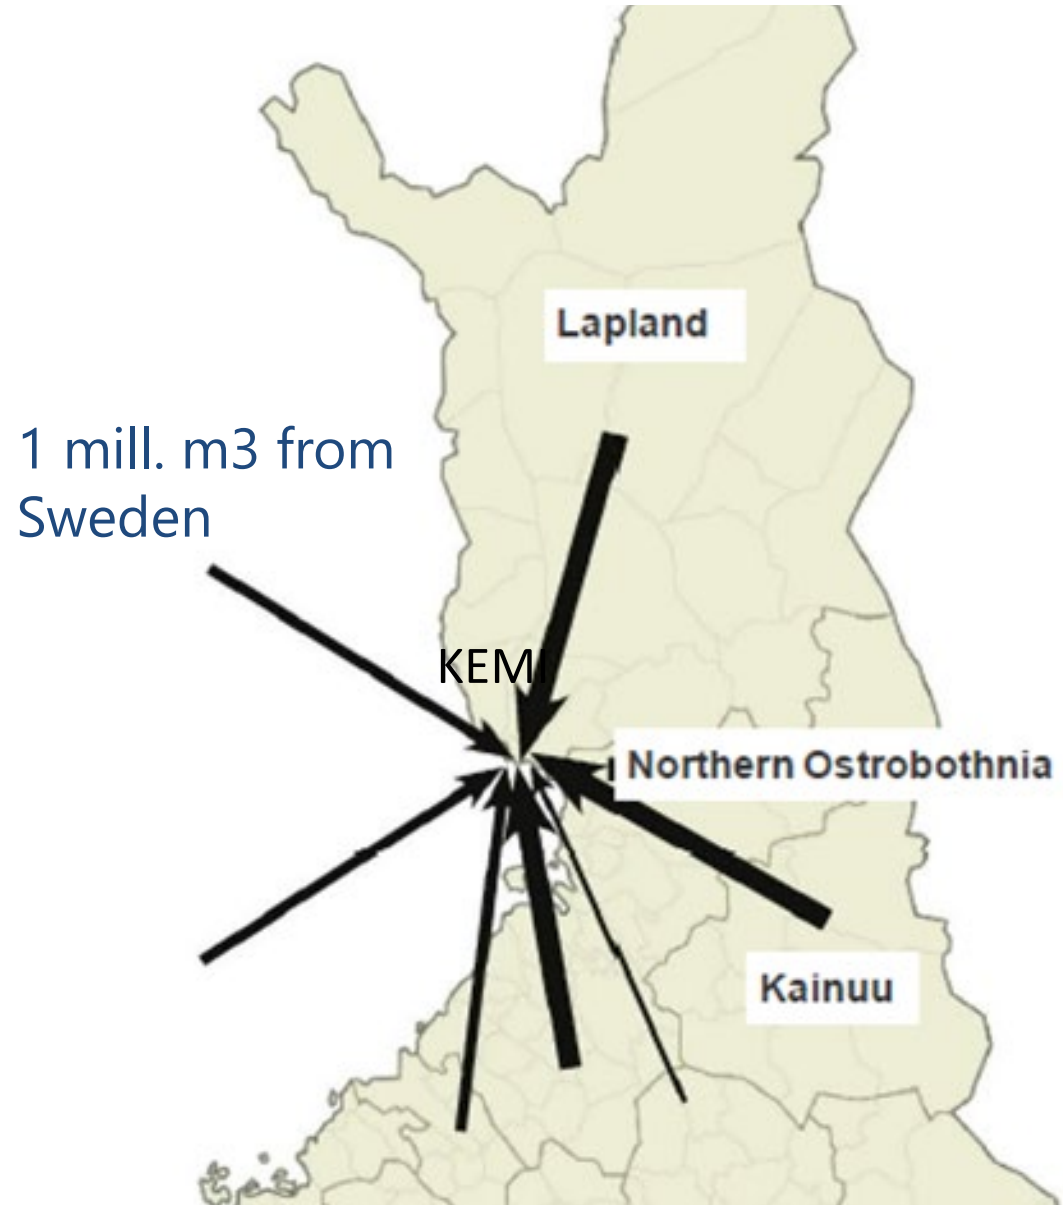 Lapland
1 mill. m3 from
Sweden
KEMI
Northern Ostrobothnia
Kainuu